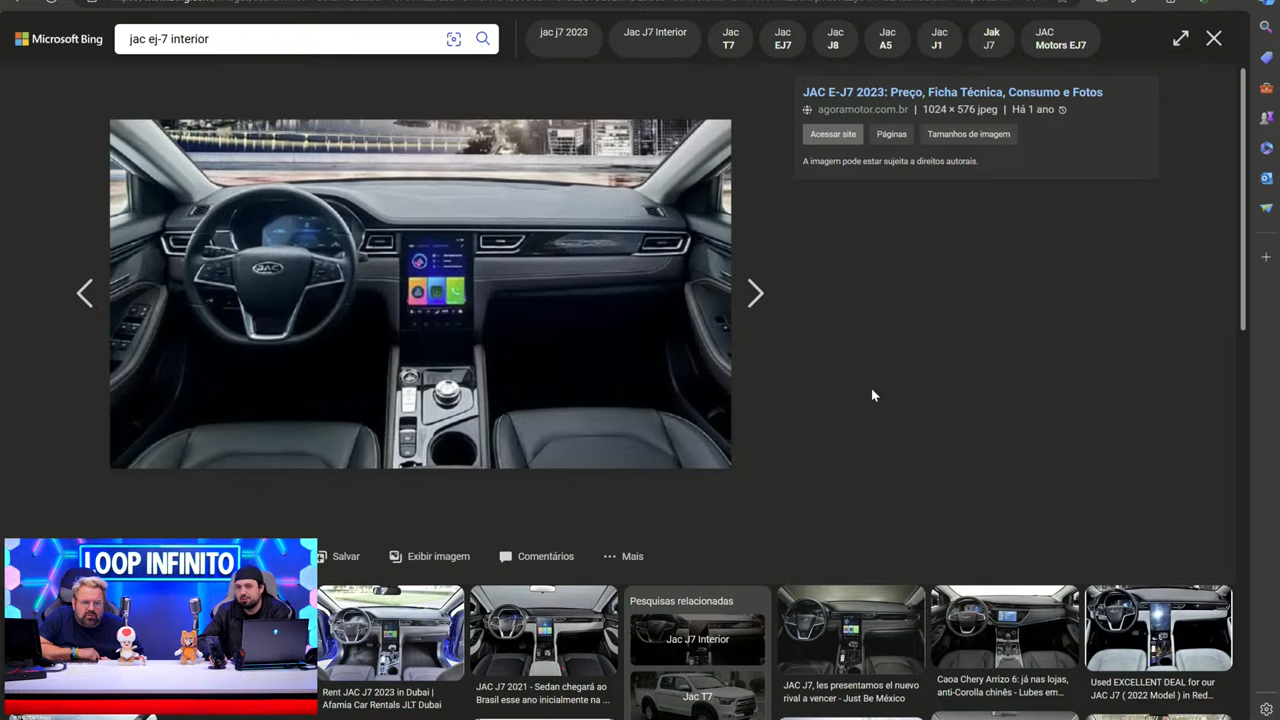 Microsoft Bing
jac ej-7 interior
jac j7 2023
Jac J7 Interior
Jac
T7
Jac
EJ7
Jac
J8
Jac
A5
Jac
J1
Jak
J7
JAC
Motors EJ7
JAC E-J7 2023: Preço, Ficha Técnica, Consumo e Fotos
agoramotor.com.br | 1024 × 576 jpeg | Há 1 ano
Acessar site
Páginas
Tamanhos de imagem
A imagem pode estar sujeita a direitos autorais.
JAC
Salvar
Exibir imagem
Comentários
Mais
LOOP INFINITO
Rent JAC J7 2023 in Dubai |
Afamia Car Rentals JLT Dubai
JAC J7 2021 - Sedan chegará ao
Brasil esse ano inicialmente na ...
Pesquisas relacionadas
Jac J7 Interior
Jac T7
JAC J7, les presentamos el nuevo
rival a vencer - Just Be México
Caoa Chery Arrizo 6: já nas lojas,
anti-Corolla chinês - Lubes em...
Used EXCELLENT DEAL for our
JAC J7 ( 2022 Model ) in Red...